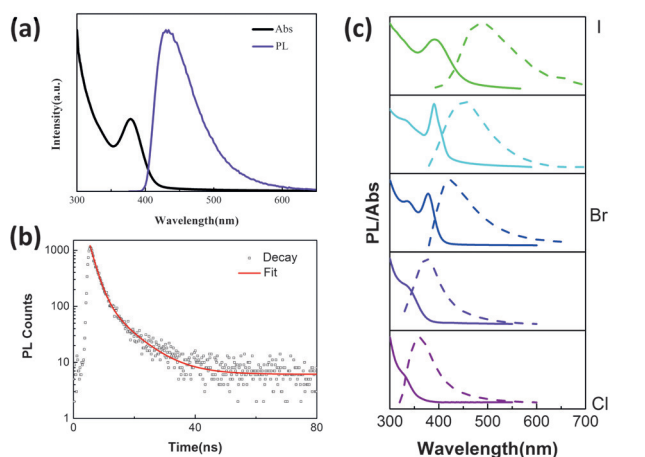 (a)
Abs
PL
Intensity(a.u.)
300 400 500 600
Wavelength(nm)
(b)
1000
100
10
1
Decay
Fit
PL Counts
0 40 80
Time(ns)
(c)
I
Br
Cl
PL/Abs
300 400 500 600 700
Wavelength(nm)